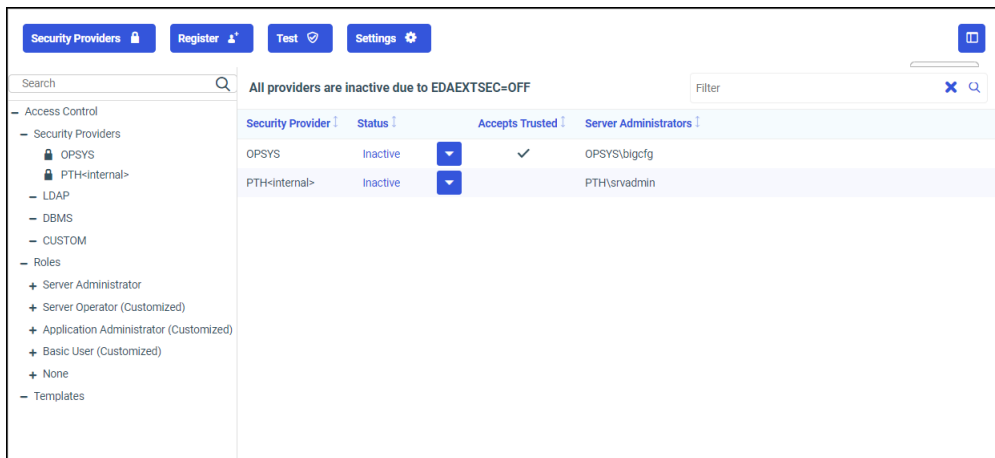 Security Providers
Register
Test
Settings
Search
All providers are inactive due to EDAEXTSEC=OFF
Filter
Access Control
Security Providers
OPSYS
PTH<internal>
LDAP
DBMS
CUSTOM
Roles
Server Administrator
Server Operator (Customized)
Application Administrator (Customized)
Basic User (Customized)
None
Templates
Security Provider Status Accepts Trusted Server Administrators
OPSYS Inactive OPSYS\bigcfg
PTH<internal> Inactive PTH\srvadmin